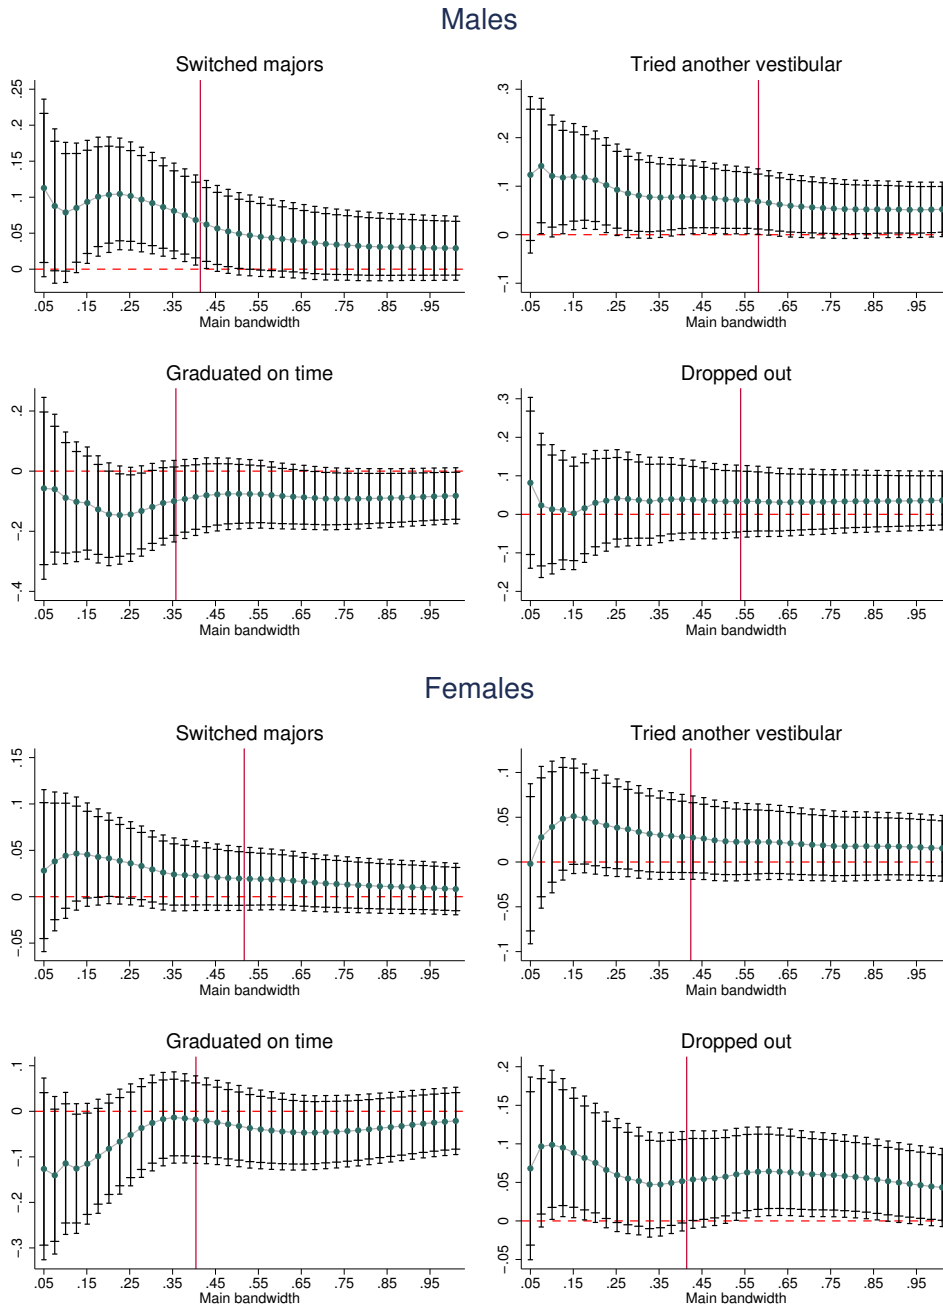 Males
Switched majors
.25
.2
.15
.1
.05
0
.05 .15 .25 .35 .45 .55 .65 .75 .85 .95
Main bandwidth
Tried another vestibular
.3
.2
.1
0
-.1
.05 .15 .25 .35 .45 .55 .65 .75 .85 .95
Main bandwidth
Graduated on time
.2
0
-.2
-.4
.05 .15 .25 .35 .45 .55 .65 .75 .85 .95
Main bandwidth
Dropped out
.3
.2
.1
0
-.1
-.2
.05 .15 .25 .35 .45 .55 .65 .75 .85 .95
Main bandwidth
Females
Switched majors
.15
.1
.05
0
-.05
.05 .15 .25 .35 .45 .55 .65 .75 .85 .95
Main bandwidth
Tried another vestibular
.1
.05
0
-.05
-.1
.05 .15 .25 .35 .45 .55 .65 .75 .85 .95
Main bandwidth
Graduated on time
.1
0
-.1
-.2
-.3
.05 .15 .25 .35 .45 .55 .65 .75 .85 .95
Main bandwidth
Dropped out
.2
.15
.1
.05
0
-.05
.05 .15 .25 .35 .45 .55 .65 .75 .85 .95
Main bandwidth